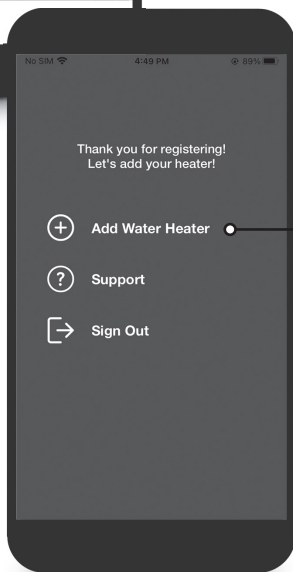 No SIM 4:49 PM 89%
Thank you for registering!
Let's add your heater!
Add Water Heater
? Support
Sign Out